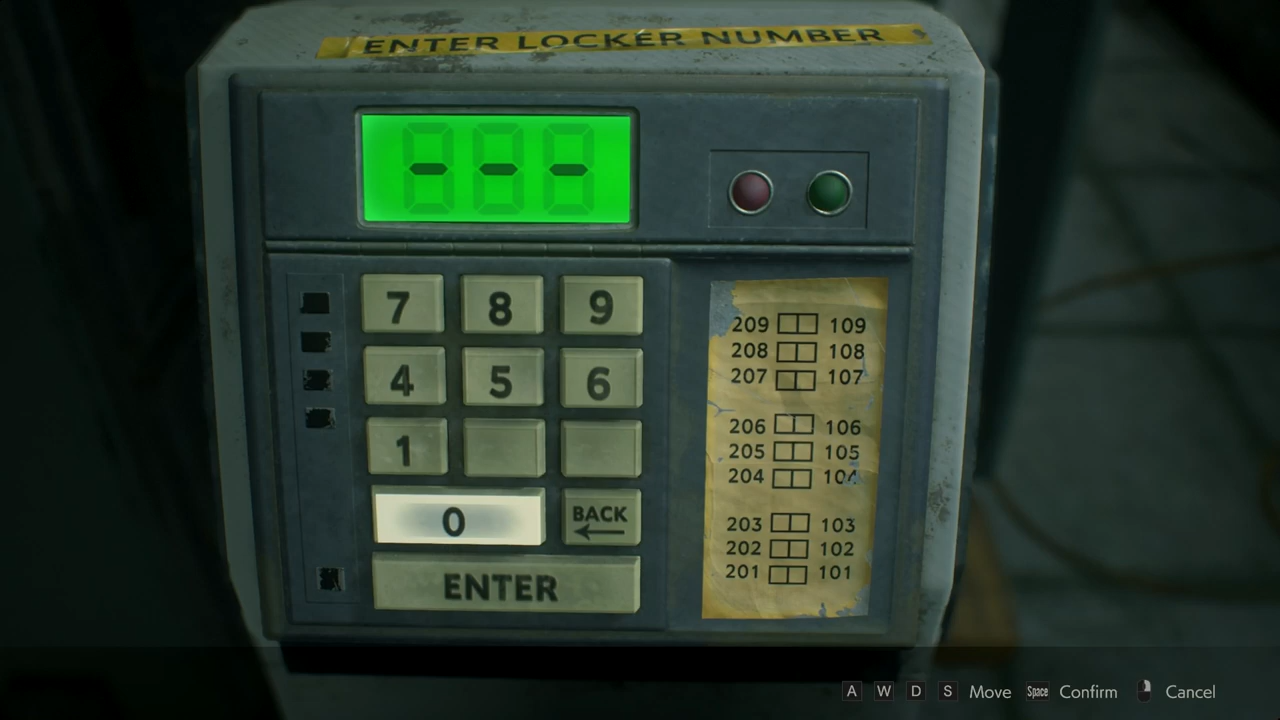 ENTER LOCKER NUMBER
- - -
7 8 9
4 5 6
1
0 BACK
ENTER
209 109
208 108
207 107
206 106
205 105
204 104
203 103
202 102
201 101
A W D S Move Space Confirm Cancel